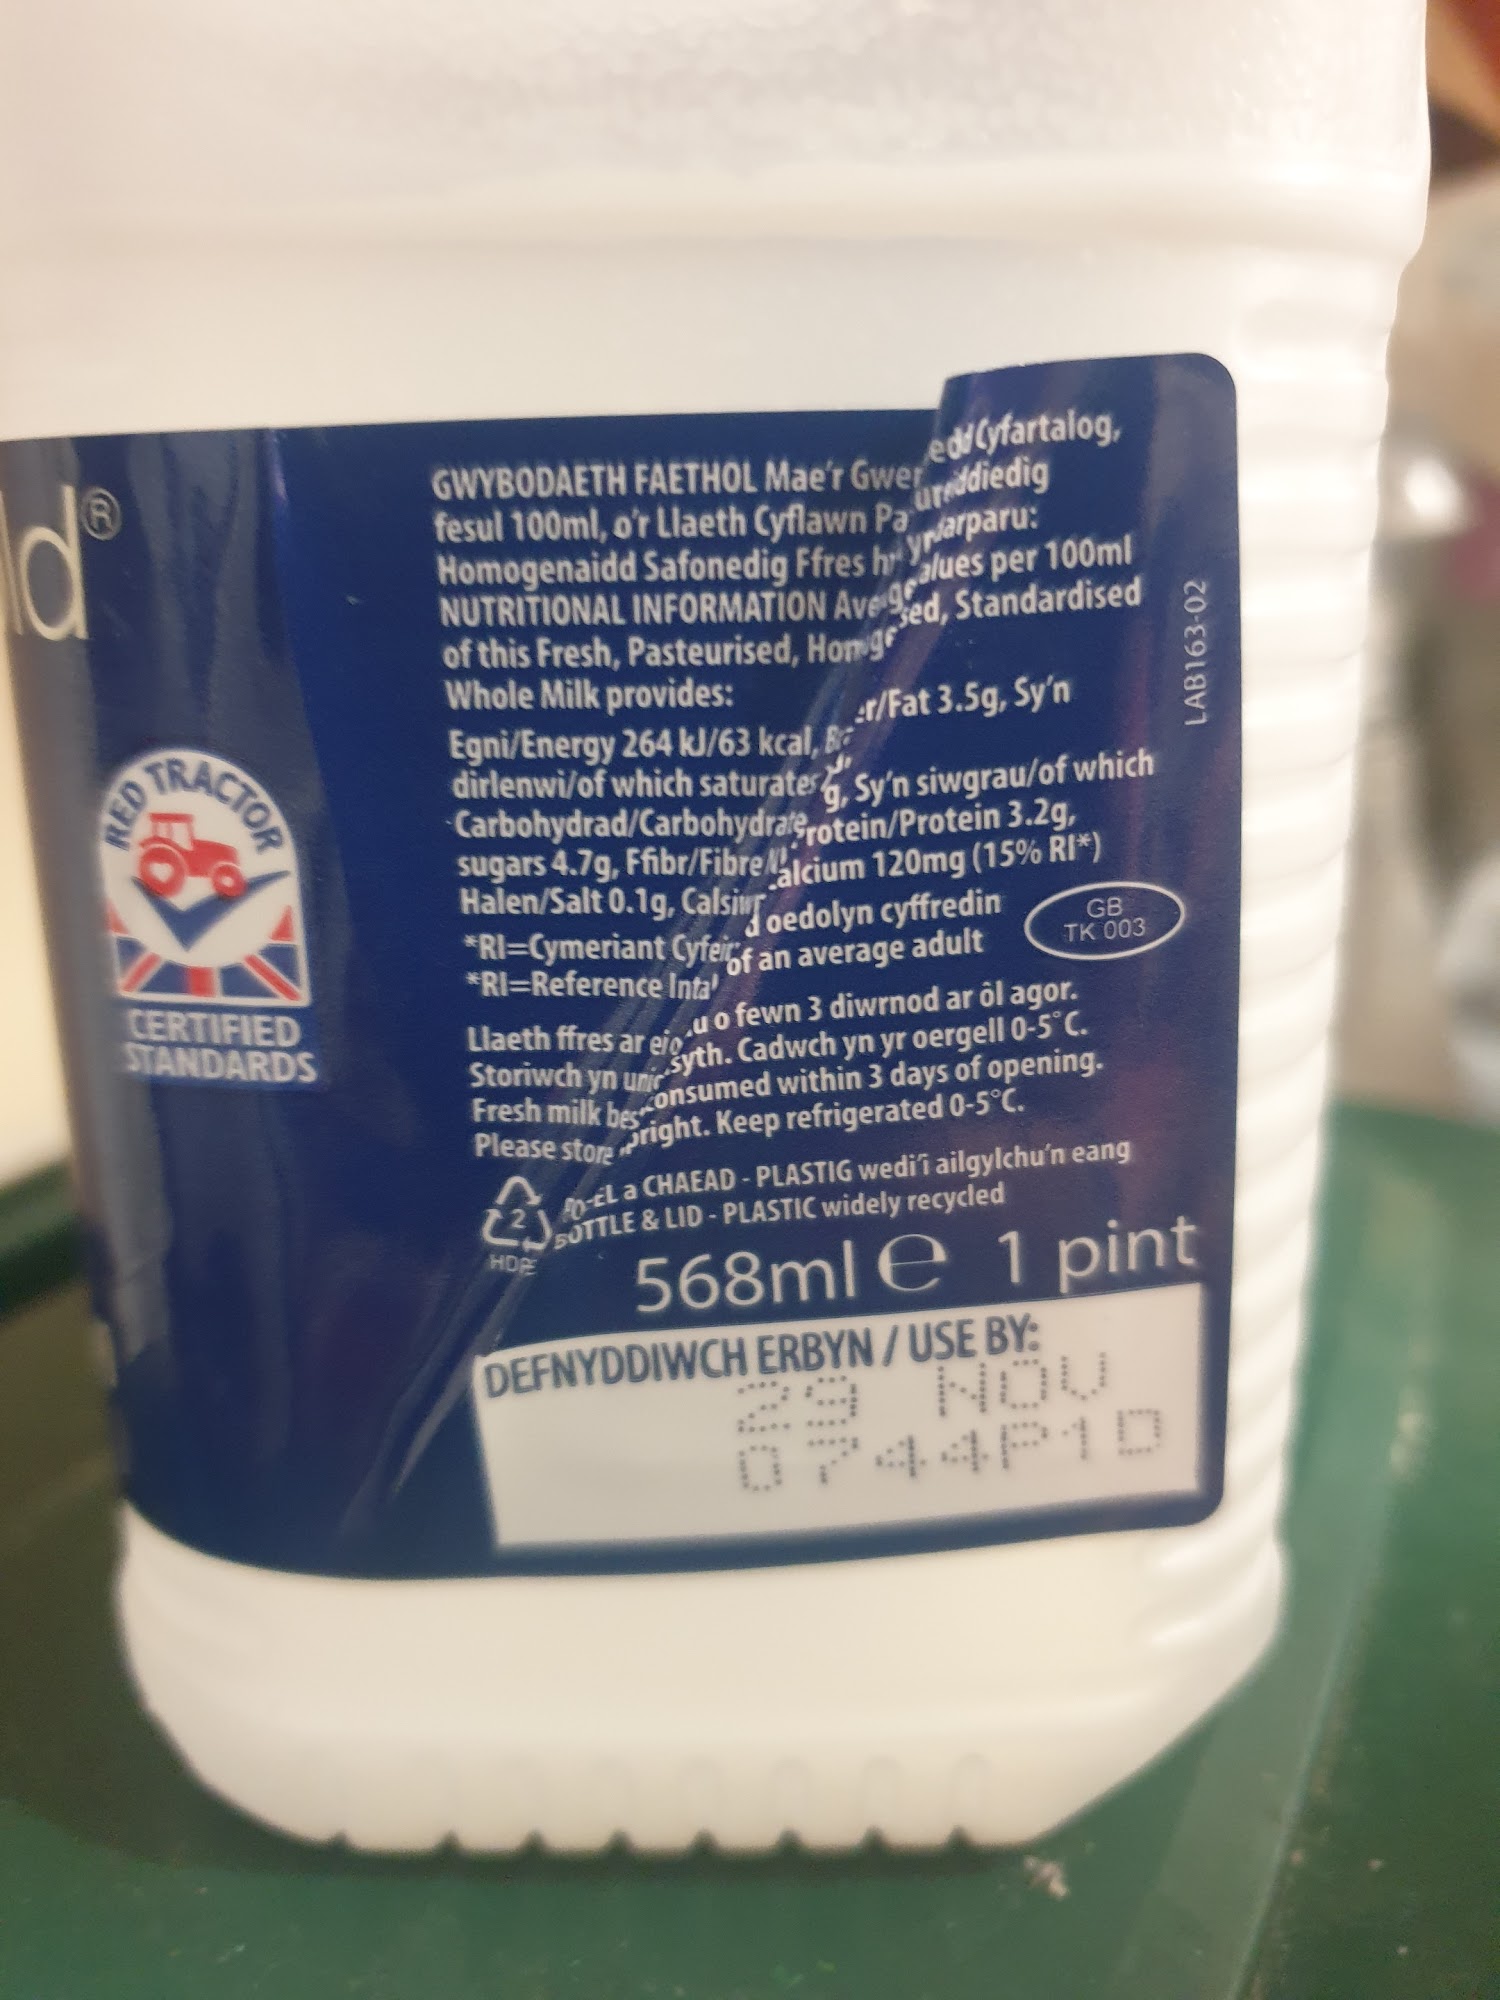 ld®
RED TRACTOR
CERTIFIED
STANDARDS
GWYBODAETH FAETHOL Mae'r Cyfartalog,
fesul 100ml, o'r Llaeth Cyflawn
Homogenaidd Safonedig Ffres
NUTRITIONAL INFORMATION per 100ml
of this Fresh, Pasteurised, Standardised
Whole Milk provides:
Egni/Energy 264 kJ/63 kcal, Fat 3.5g, Sy'n
dirlenwi/of which saturates
Carbohydrad/Carbohydrate g, Sy'n siwgrau/of which
sugars 4.7g, Ffibr/Fibre Protein 3.2g,
Halen/Salt 0.1g, 120mg (15% RI*)
*RI=Cymeriant oedolyn cyffredin
*RI=Reference of an average adult
Llaeth ffres ar o fewn 3 diwrnod ar ôl agor.
Storiwch yn Cadwch yn yr oergell 0-5°C.
Fresh milk consumed within 3 days of opening.
Please store Keep refrigerated 0-5°C.
GB
TK 003
LAB163-02
2
HDPE
a CHAEAD - PLASTIG wedi'i ailgylchu'n eang
BOTTLE & LID - PLASTIC widely recycled
568ml e 1 pint
DEFNYDDIWCH ERBYN / USE BY:
29 NOV
0744P1D